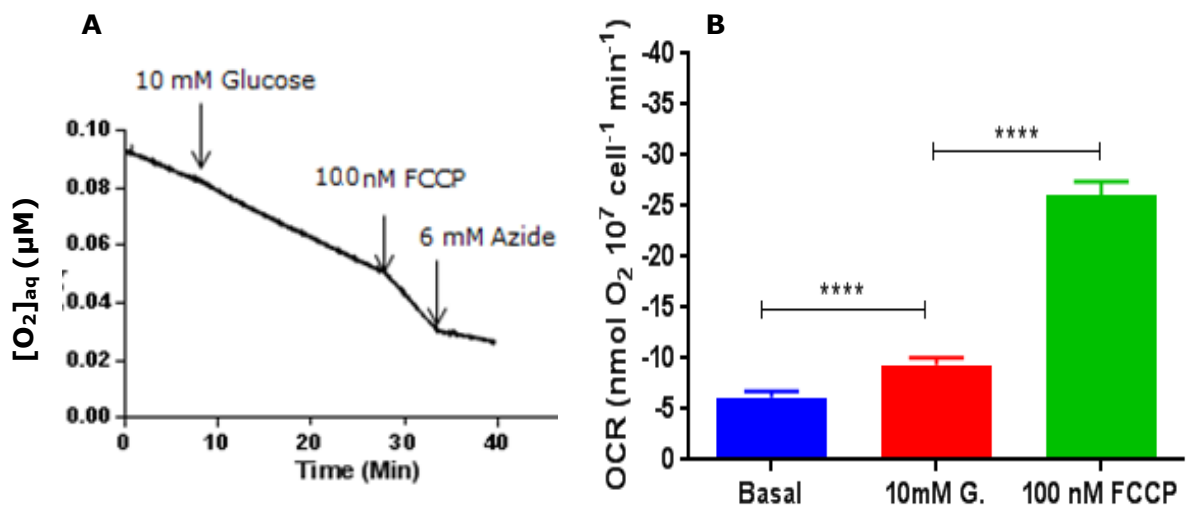 A
10 mM Glucose
100 nM FCCP
6 mM Azide
[O₂]aq (µM)
0.10
0.08
0.06
0.04
0.02
0.00
0
10
20
30
40
Time (Min)
B
OCR (nmol O₂ 10⁷ cell⁻¹ min⁻¹)
-40
-35
-30
-25
-20
-15
-10
-5
0
****
****
Basal
10mM G.
100 nM FCCP